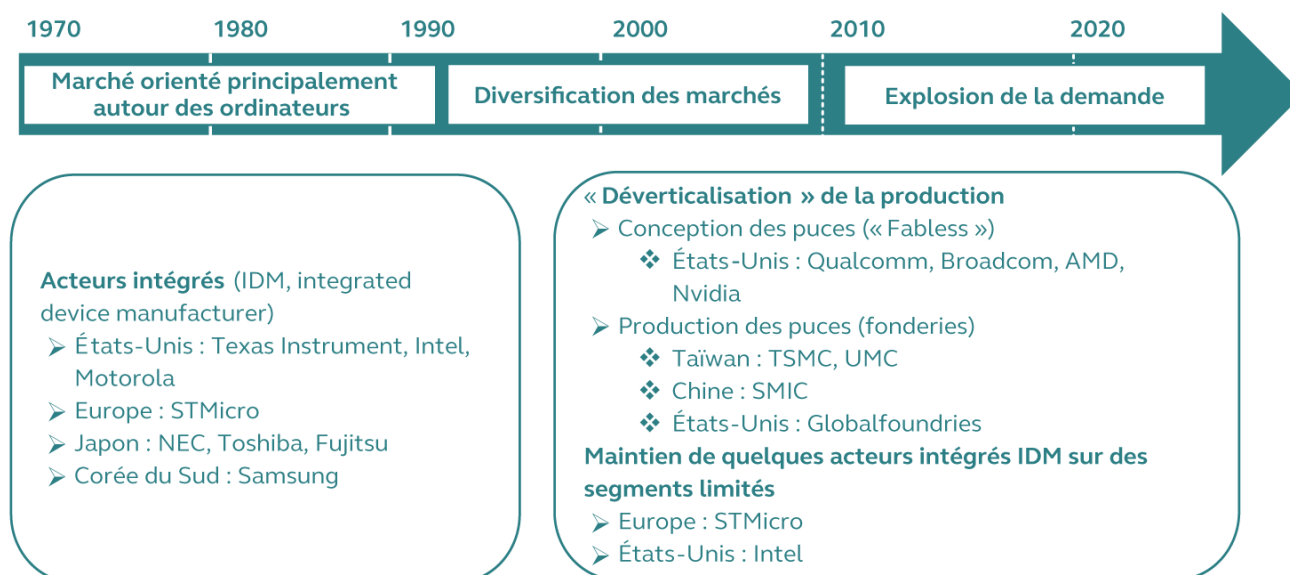 1970 1980 1990 2000 2010 2020
Marché orienté principalement
autour des ordinateurs
Diversification des marchés
Explosion de la demande
Acteurs intégrés (IDM, integrated
device manufacturer)
➢ États-Unis : Texas Instrument, Intel,
Motorola
➢ Europe : STMicro
➢ Japon : NEC, Toshiba, Fujitsu
➢ Corée du Sud : Samsung
« Déverticalisation » de la production
➢ Conception des puces (« Fabless »)
❖ États-Unis : Qualcomm, Broadcom, AMD,
Nvidia
➢ Production des puces (fonderies)
❖ Taïwan : TSMC, UMC
❖ Chine : SMIC
❖ États-Unis : Globalfoundries
Maintien de quelques acteurs intégrés IDM sur des
segments limités
➢ Europe : STMicro
➢ États-Unis : Intel